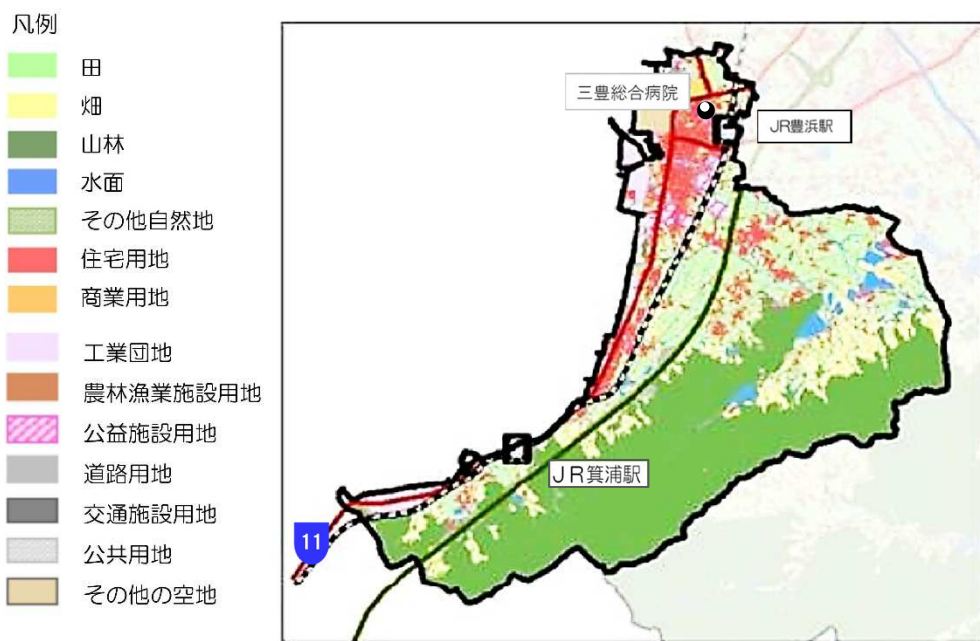 凡例
田
畑
山林
水面
その他自然地
住宅用地
商業用地
工業団地
農林漁業施設用地
公益施設用地
道路用地
交通施設用地
公共用地
その他の空地
三豊総合病院
JR豊浜駅
JR箕浦駅
11